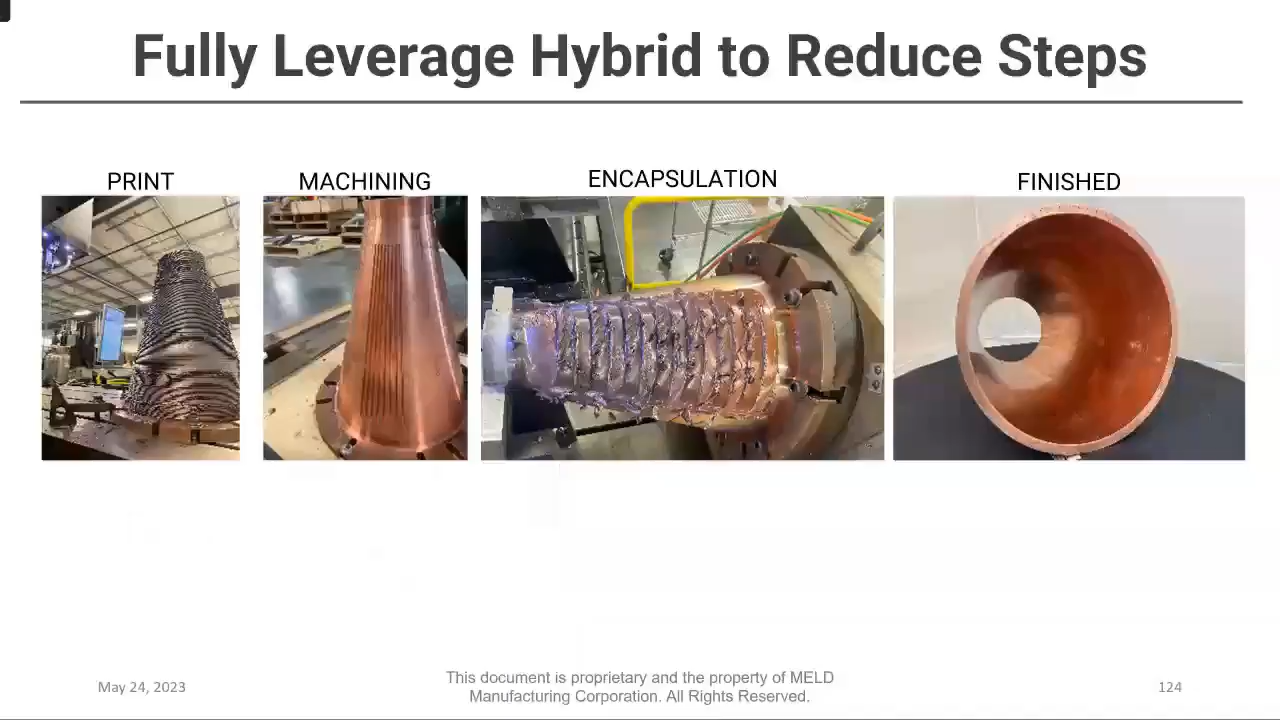 Fully Leverage Hybrid to Reduce Steps
PRINT
MACHINING
ENCAPSULATION
FINISHED
May 24, 2023
This document is proprietary and the property of MELD
Manufacturing Corporation. All Rights Reserved.
124